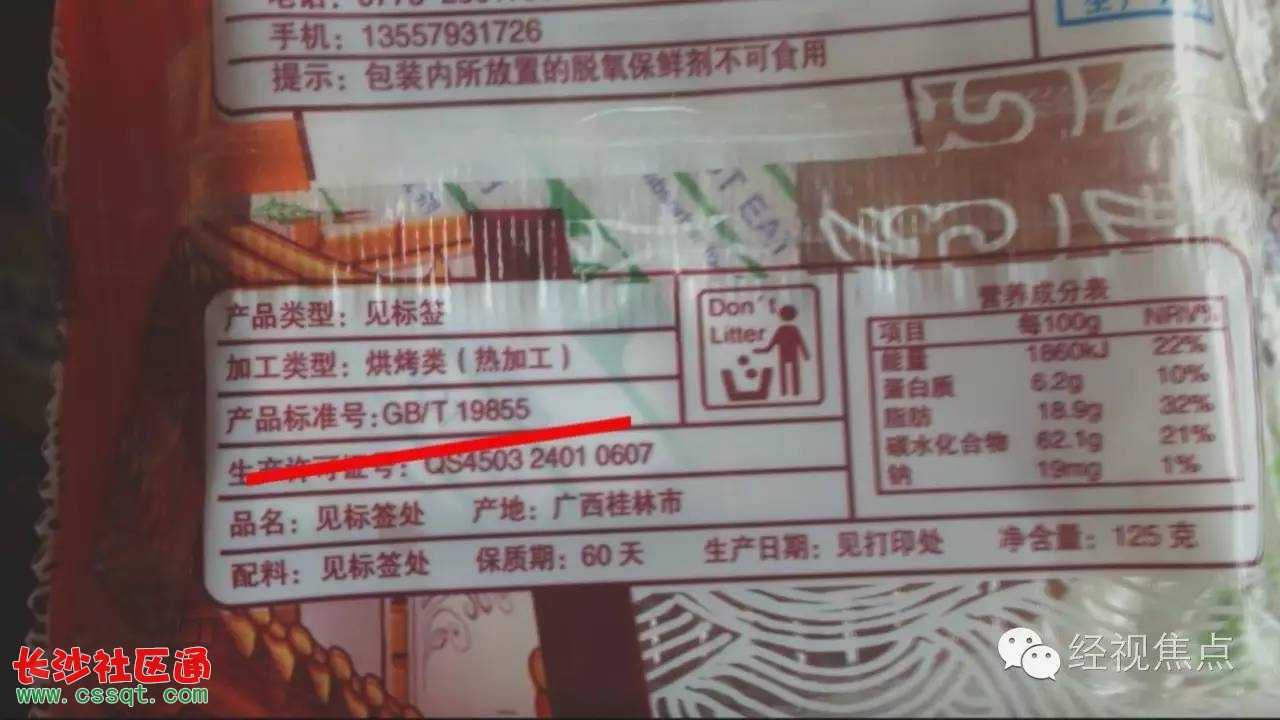 手机：13557931726
提示：包装内所放置的脱氧保鲜剂不可食用
T EAT
产品类型：见标签
加工类型：烘烤类（热加工）
产品标准号:GB/T 19855
生产许可证号：QS4503 2401 0607
品名：见标签处 产地：广西桂林市
配料：见标签处 保质期：60 天 生产日期：见打印处 净含量：125 克
Don't
Litter
营养成分表
项目 每100g NRV%
能量 1860kJ 22%
蛋白质 6.2g 10%
脂肪 18.9g 32%
碳水化合物 62.1g 21%
钠 19mg 1%
经视焦点
长沙社区通
www.cssqt.com